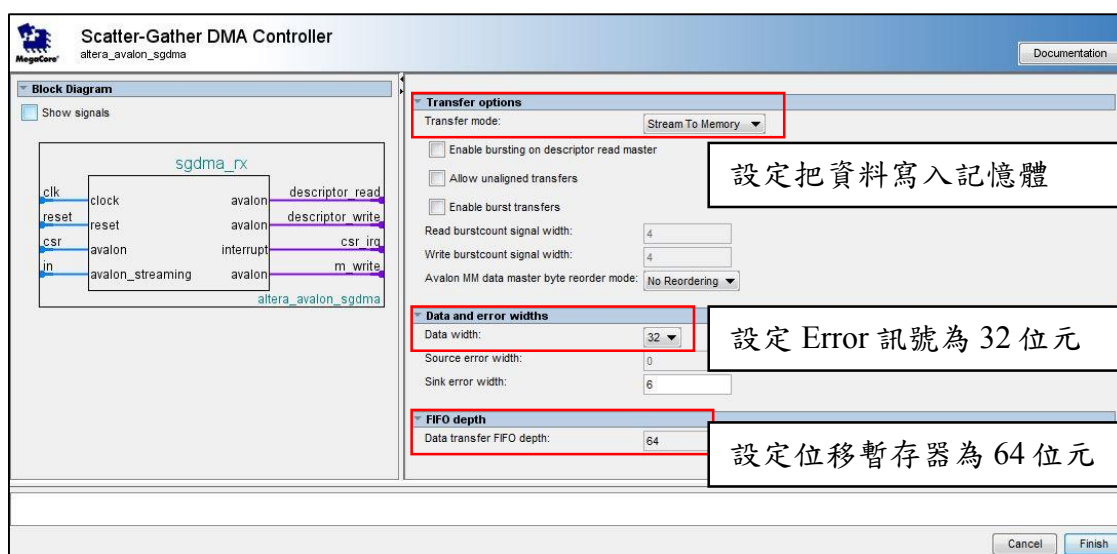 Scatter-Gather DMA Controller
MegaCore'
altera_avalon_sgdma
Documentation
Block Diagram
Show signals
sgdma_rx
clk
clock
avalon
descriptor_read
reset
reset
avalon
descriptor_write
csr
avalon
interrupt
csr_irq
in
avalon_streaming
avalon
m_write
altera_avalon_sgdma
Transfer options
Transfer mode:
Stream To Memory
Enable bursting on descriptor read master
Allow unaligned transfers
Enable burst transfers
Read burstcount signal width:
4
Write burstcount signal width:
4
Avalon MM data master byte reorder mode:
No Reordering
設定把資料寫入記憶體
Data and error widths
Data width:
32
Source error width:
0
Sink error width:
6
設定 Error 訊號為 32 位元
FIFO depth
Data transfer FIFO depth:
64
設定位移暫存器為 64 位元
Cancel
Finish